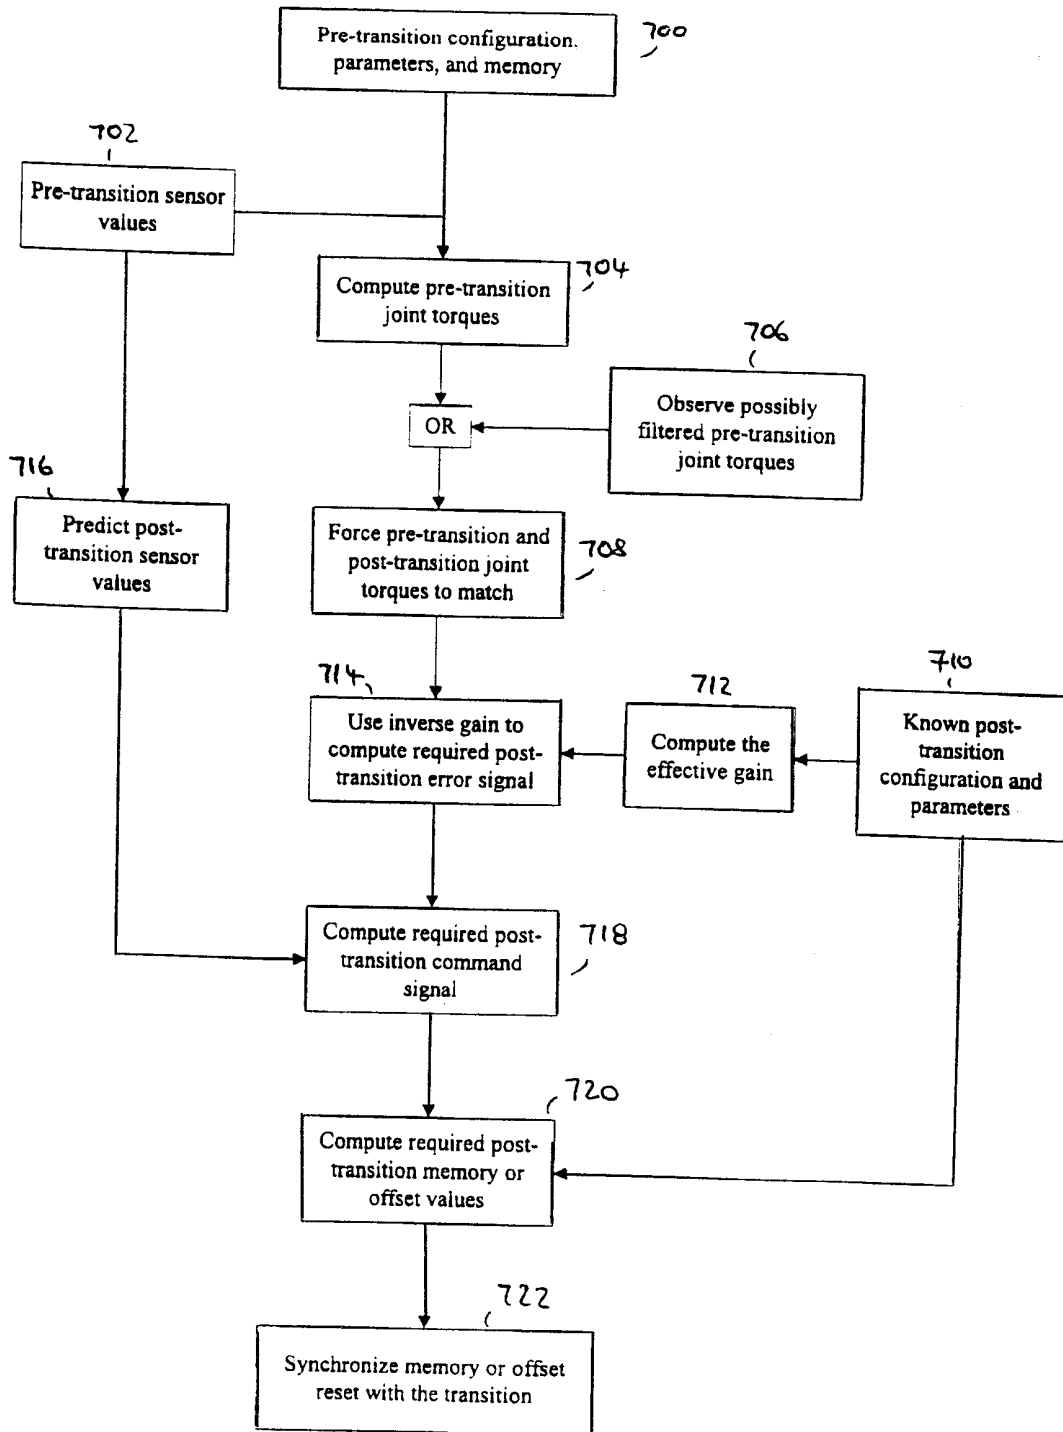 Pre-transition configuration,
parameters, and memory
700
702
Pre-transition sensor
values
Compute pre-transition
joint torques
704
706
OR
Observe possibly
filtered pre-transition
joint torques
716
Predict post-
transition sensor
values
Force pre-transition and
post-transition joint
torques to match
708
714
Use inverse gain to
compute required post-
transition error signal
712
Compute the
effective gain
710
Known post-
transition
configuration and
parameters
Compute required post-
transition command
signal
718
720
Compute required post-
transition memory or
offset values
722
Synchronize memory or offset
reset with the transition